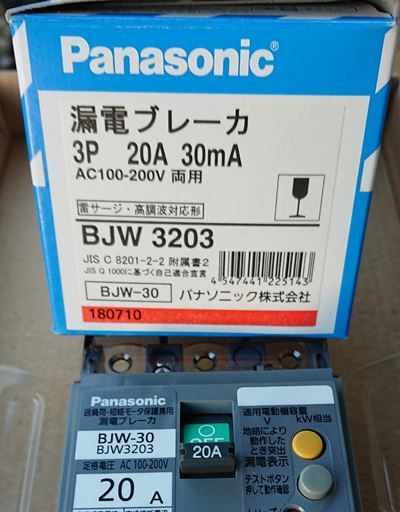 Panasonic®
漏電ブレーカ
3P 20A 30mA
AC100-200V 両用
雷サージ・高調波対応形
BJW 3203
JIS C 8201-2-2 附属書2
JIS Q 1000に基づく自己適合宣言
4 547441 225143
BJW-30 パナソニック株式会社
180710
Panasonic
過負荷・短絡・モータ保護兼用
漏電ブレーカ
BJW-30
BJW3203
定格電圧 AC 100-200V
20 A
OFF
20A
適用電動機容量
V kW相当
地絡により
動作した
とき突出
漏電表示
テストボタン
押して動作確認